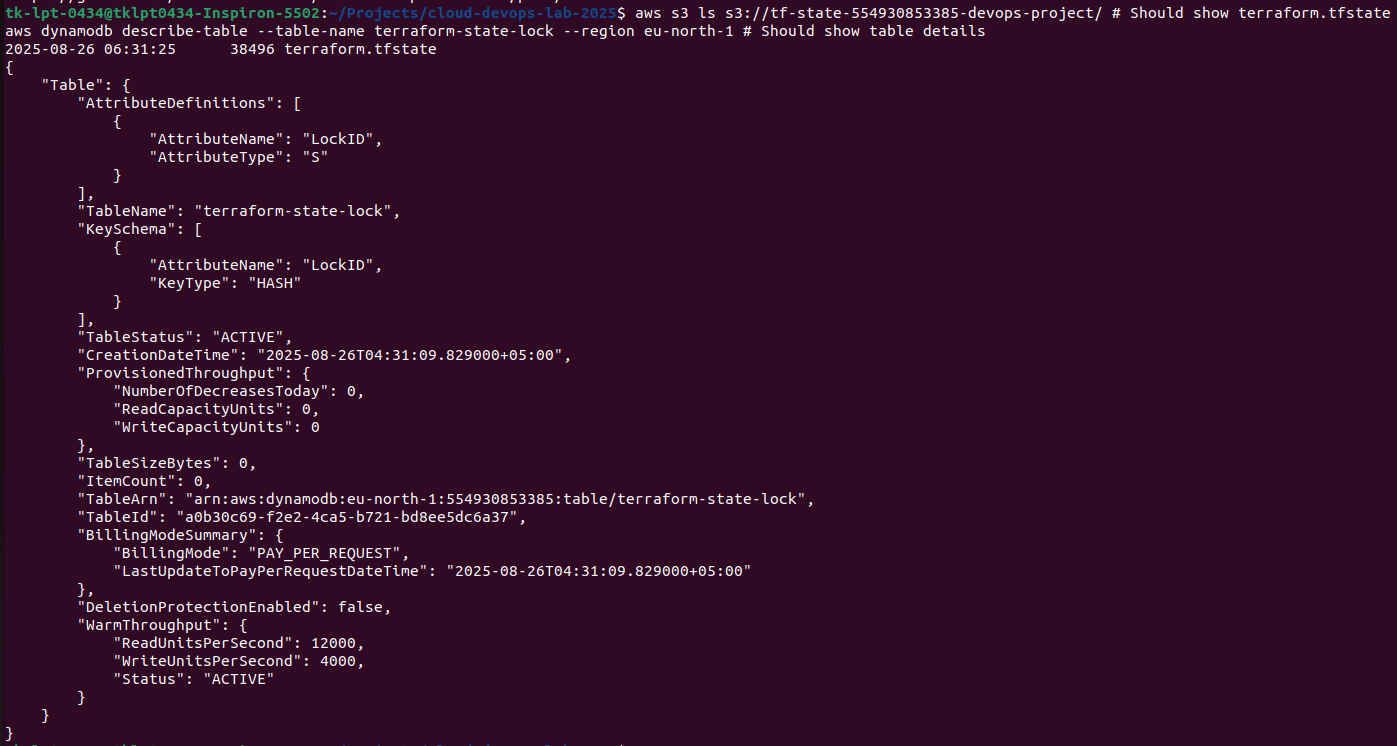 tk-lpt-0434@tklpt0434-Inspiron-5502:~/Projects/cloud-devops-lab-2025$ aws s3 ls s3://tf-state-554930853385-devops-project/ # Should show terraform.tfstate
aws dynamodb describe-table --table-name terraform-state-lock --region eu-north-1 # Should show table details
2025-08-26 06:31:25      38496 terraform.tfstate
{
    "Table": {
        "AttributeDefinitions": [
            {
                "AttributeName": "LockID",
                "AttributeType": "S"
            }
        ],
        "TableName": "terraform-state-lock",
        "KeySchema": [
            {
                "AttributeName": "LockID",
                "KeyType": "HASH"
            }
        ],
        "TableStatus": "ACTIVE",
        "CreationDateTime": "2025-08-26T04:31:09.829000+05:00",
        "ProvisionedThroughput": {
            "NumberOfDecreasesToday": 0,
            "ReadCapacityUnits": 0,
            "WriteCapacityUnits": 0
        },
        "TableSizeBytes": 0,
        "ItemCount": 0,
        "TableArn": "arn:aws:dynamodb:eu-north-1:554930853385:table/terraform-state-lock",
        "TableId": "a0b30c69-f2e2-4ca5-b721-bd8ee5dc6a37",
        "BillingModeSummary": {
            "BillingMode": "PAY_PER_REQUEST",
            "LastUpdateToPayPerRequestDateTime": "2025-08-26T04:31:09.829000+05:00"
        },
        "DeletionProtectionEnabled": false,
        "WarmThroughput": {
            "ReadUnitsPerSecond": 12000,
            "WriteUnitsPerSecond": 4000,
            "Status": "ACTIVE"
        }
    }
}